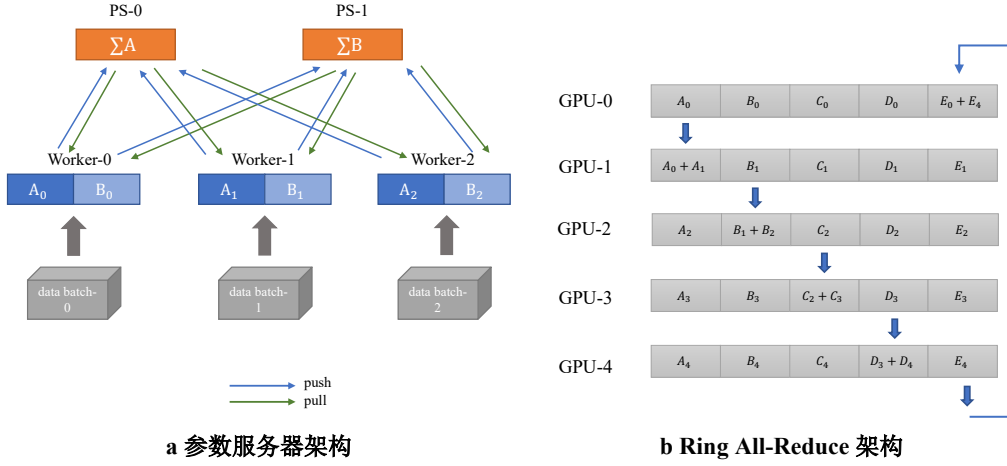 PS-0
PS-1
∑A
∑B
Worker-0
Worker-1
Worker-2
A₀
B₀
A₁
B₁
A₂
B₂
data batch-
0
data batch-
1
data batch-
2
push
pull
a 参数服务器架构
GPU-0
A₀
B₀
C₀
D₀
E₀ + E₄
GPU-1
A₀ + A₁
B₁
C₁
D₁
E₁
GPU-2
A₂
B₁ + B₂
C₂
D₂
E₂
GPU-3
A₃
B₃
C₂ + C₃
D₃
E₃
GPU-4
A₄
B₄
C₄
D₃ + D₄
E₄
b Ring All-Reduce 架构